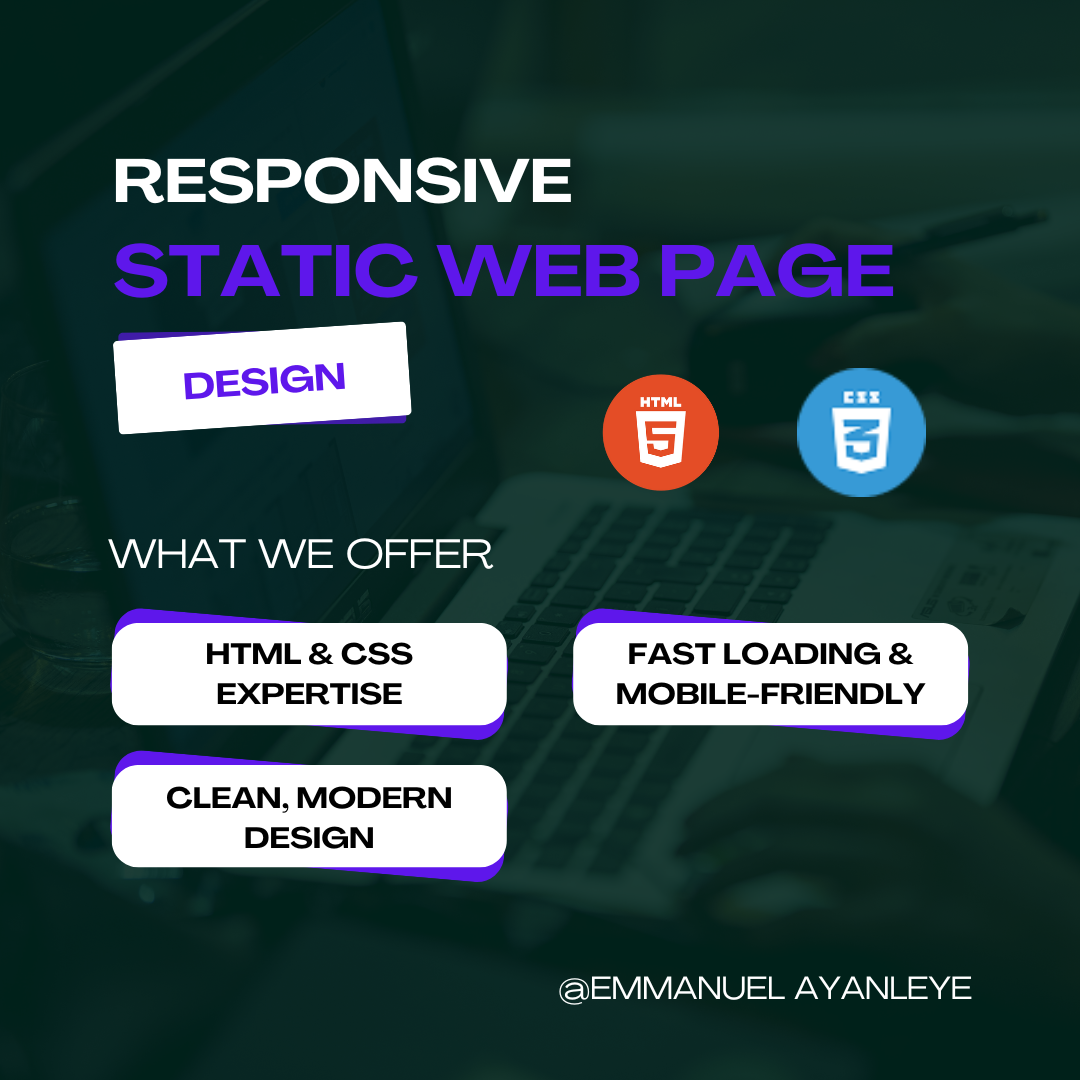 RESPONSIVE
STATIC WEB PAGE
DESIGN
HTML
5
CSS
3
WHAT WE OFFER
HTML & CSS
EXPERTISE
FAST LOADING &
MOBILE-FRIENDLY
CLEAN, MODERN
DESIGN
@EMMANUEL AYANLEYE